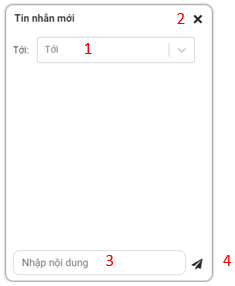 Tin nhắn mới 2
Tới: Tới 1
Nhập nội dung 3 4